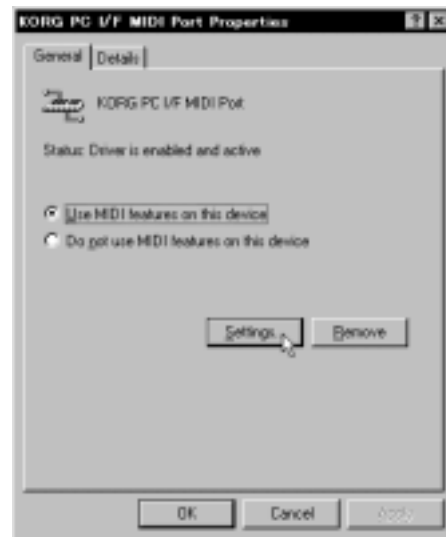 KORG PC I/F MIDI Port Properties
General Details
KORG PC I/F MIDI Port
Status: Driver is enabled and active
Use MIDI features on this device
Do not use MIDI features on this device
Settings... Remove
OK Cancel Apply